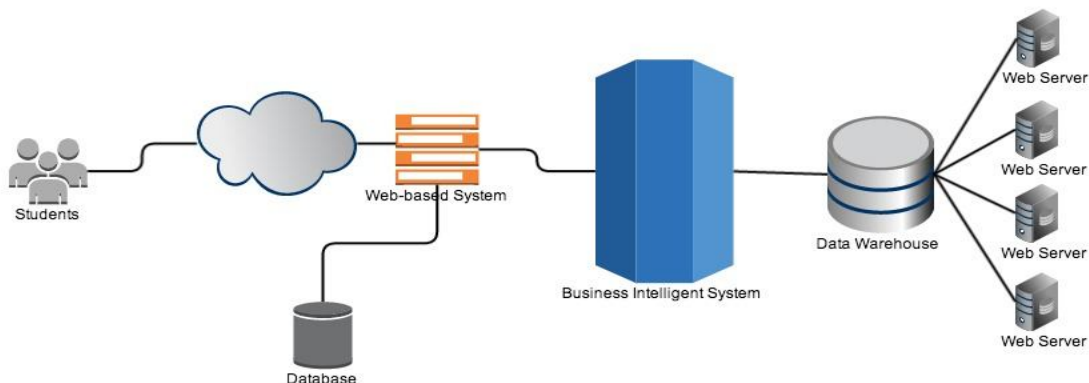 Web Server
Web Server
Students
Web-based System
Data Warehouse
Web Server
Business Intelligent System
Web Server
Database